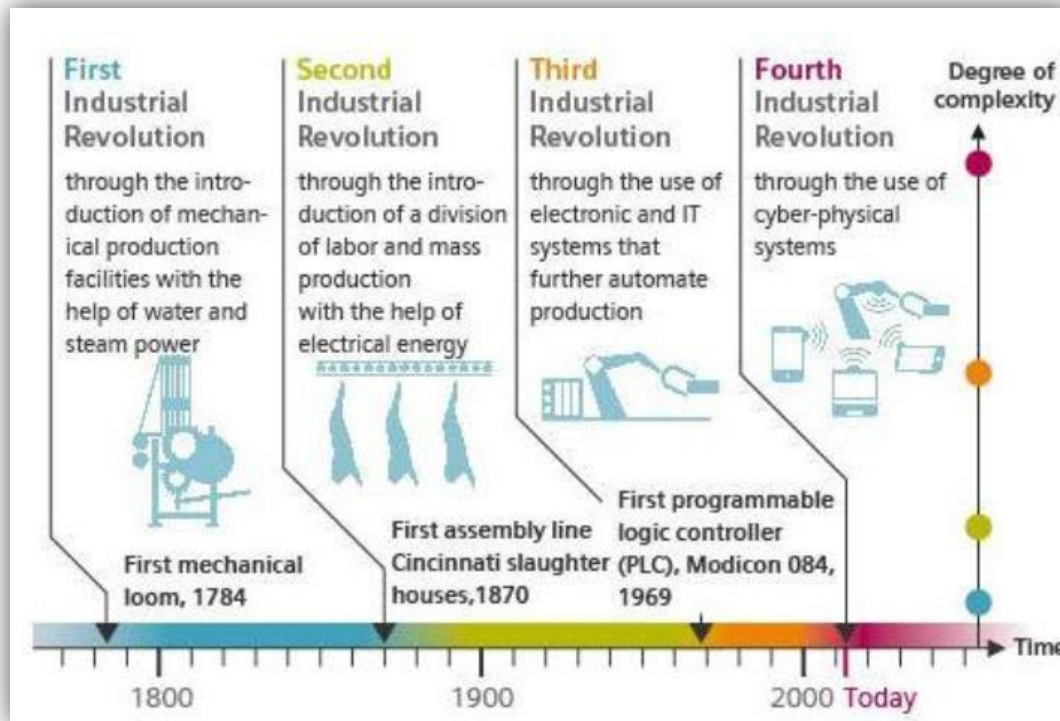 First
Industrial
Revolution
through the intro-
duction of mechan-
ical production
facilities with the
help of water and
steam power
First mechanical
loom, 1784
Second
Industrial
Revolution
through the intro-
duction of a division
of labor and mass
production
with the help of
electrical energy
First assembly line
Cincinnati slaughter
houses,1870
Third
Industrial
Revolution
through the use of
electronic and IT
systems that
further automate
production
First programmable
logic controller
(PLC), Modicon 084,
1969
Fourth
Industrial
Revolution
through the use of
cyber-physical
systems
Degree of
complexity
Time
1800
1900
2000
Today